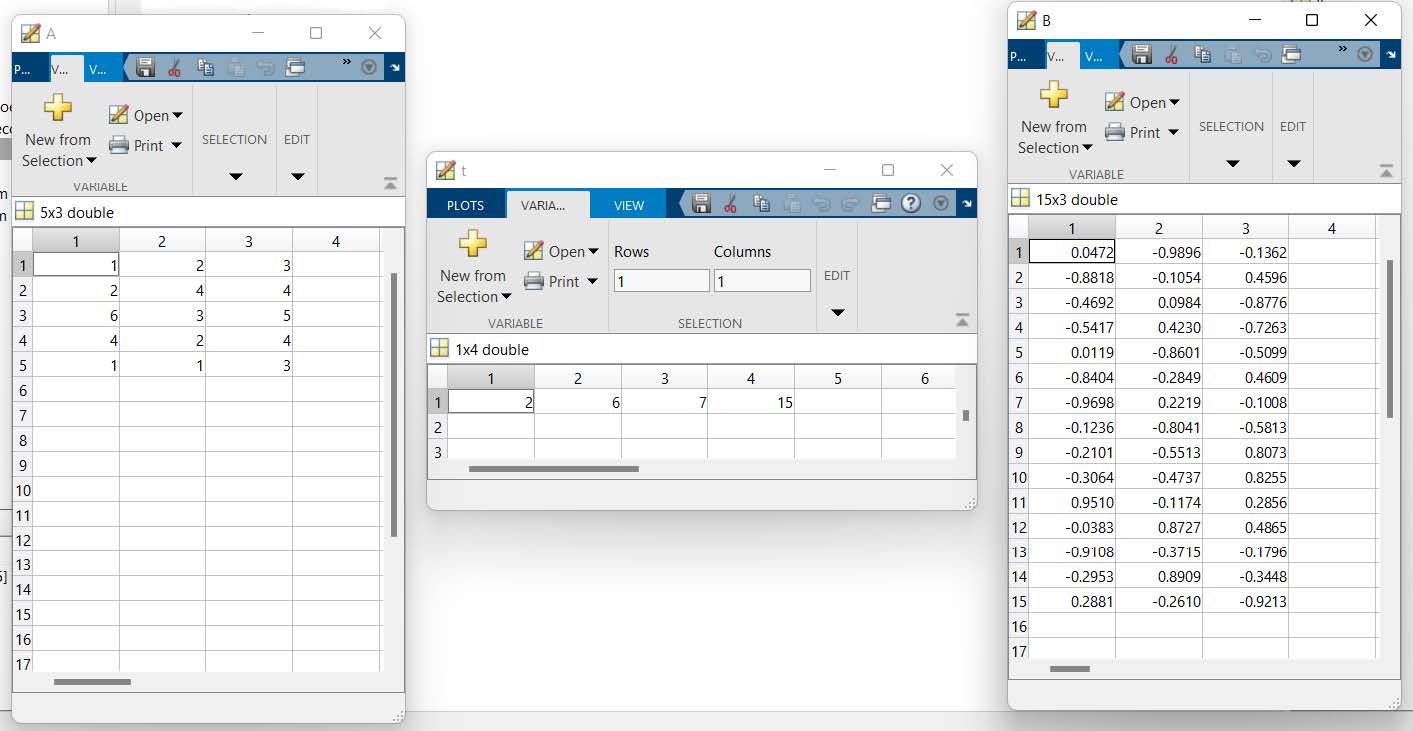 A
P... V... V...
New from
Selection
Open
Print
SELECTION
EDIT
VARIABLE
5x3 double
1 2 3 4
1 1 2 3
2 2 4 4
3 6 3 5
4 4 2 4
5 1 1 3
6
7
8
9
10
11
12
13
14
15
16
17
t
PLOTS VARIA... VIEW
New from
Selection
Open
Print
Rows Columns
1 1
EDIT
VARIABLE SELECTION
1x4 double
1 2 3 4 5 6
1 2 6 7 15
2
3
B
P... V... V...
New from
Selection
Open
Print
SELECTION
EDIT
VARIABLE
15x3 double
1 2 3 4
1 0.0472 -0.9896 -0.1362
2 -0.8818 -0.1054 0.4596
3 -0.4692 0.0984 -0.8776
4 -0.5417 0.4230 -0.7263
5 0.0119 -0.8601 -0.5099
6 -0.8404 -0.2849 0.4609
7 -0.9698 0.2219 -0.1008
8 -0.1236 -0.8041 -0.5813
9 -0.2101 -0.5513 0.8073
10 -0.3064 -0.4737 0.8255
11 0.9510 -0.1174 0.2856
12 -0.0383 0.8727 0.4865
13 -0.9108 -0.3715 -0.1796
14 -0.2953 0.8909 -0.3448
15 0.2881 -0.2610 -0.9213
16
17